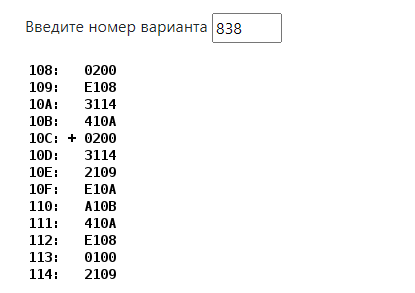 Введите номер варианта 838
108: 0200
109: E108
10A: 3114
10B: 410A
10C: + 0200
10D: 3114
10E: 2109
10F: E10A
110: A10B
111: 410A
112: E108
113: 0100
114: 2109